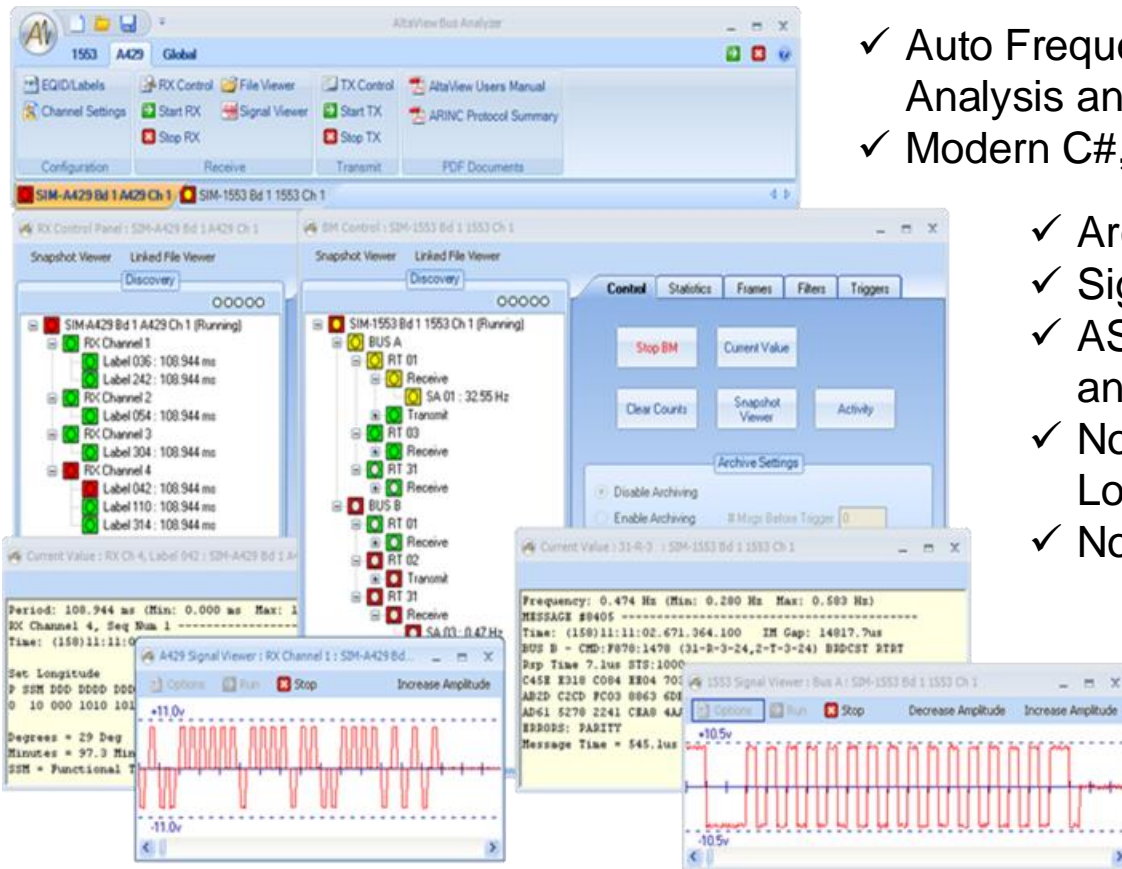 AltaView Bus Analyzer
1553 A429 Global
EQID/Labels RX Control File Viewer TX Control AltaView Users Manual
Channel Settings Start RX Signal Viewer Start TX ARINC Protocol Summary
Stop RX Stop TX
Configuration Receive Transmit PDF Documents
SIM-A429 Bd 1 A429 Ch 1 SIM-1553 Bd 1 1553 Ch 1
RX Control Panel : SIM-A429 Bd 1 A429 Ch 1
Snapshot Viewer Linked File Viewer
Discovery
SIM-A429 Bd 1 A429 Ch 1 (Running)
RX Channel 1
Label 036 : 108.944 ms
Label 242 : 108.944 ms
RX Channel 2
Label 054 : 108.944 ms
RX Channel 3
Label 304 : 108.944 ms
RX Channel 4
Label 042 : 108.944 ms
Label 110 : 108.944 ms
Label 314 : 108.944 ms
BM Control : SIM-1553 Bd 1 1553 Ch 1
Snapshot Viewer Linked File Viewer
Discovery
SIM-1553 Bd 1 1553 Ch 1 (Running)
BUS A
RT 01
Receive
SA 01 : 32.55 Hz
Transmit
RT 03
Receive
RT 31
Receive
BUS B
RT 01
Receive
RT 02
Transmit
RT 31
Receive
SA 03 : 0.47 Hz
Control Statistics Frames Filters Triggers
Stop BM Current Value
Clear Counts Snapshot Viewer Activity
Archive Settings
Disable Archiving
Enable Archiving # Msgs Before Trigger 0
Current Value : RX Ch 4, Label 042 : SIM-A429 Bd 1
Period: 108.944 ms (Min: 0.000 ms Max: 1
RX Channel 4, Seq Num 1
Time: (158)11:11:0
Set Longitude
P SSM DDD DDDD DDD
0 10 000 1010 101
Degrees = 29 Deg
Minutes = 97.3 Min
SSM = Functional T
A429 Signal Viewer : RX Channel 1 : SIM-A429 Bd...
Options Run Stop Increase Amplitude
+11.0v
-11.0v
Current Value : 31-R-3 : SIM-1553 Bd 1 1553 Ch 1
Frequency: 0.474 Hz (Min: 0.280 Hz Max: 0.583 Hz)
MESSAGE #8405
Time: (158)11:11:02.671.364.100 IM Gap: 14817.7us
BUS B - CMD:F878:1478 (31-R-3-24,2-T-3-24) BRDCST RTRT
Rsp Time 7.1us STS:1000
C45E E318 C084 EE04 703
AB2D C2CD FC03 8863 6D
AD61 5270 2241 CEA8 4A
ERRORS: PARITY
Message Time = 545.1us
1553 Signal Viewer : Bus A : SIM-1553 Bd 1 1553 Ch 1
Options Run Stop Decrease Amplitude Increase Amplitude
+10.5v
-10.5v
✓ Auto Freque
Analysis an
✓ Modern C#,
✓ Ar
✓ Sig
✓ AS
an
✓ No
Lo
✓ No